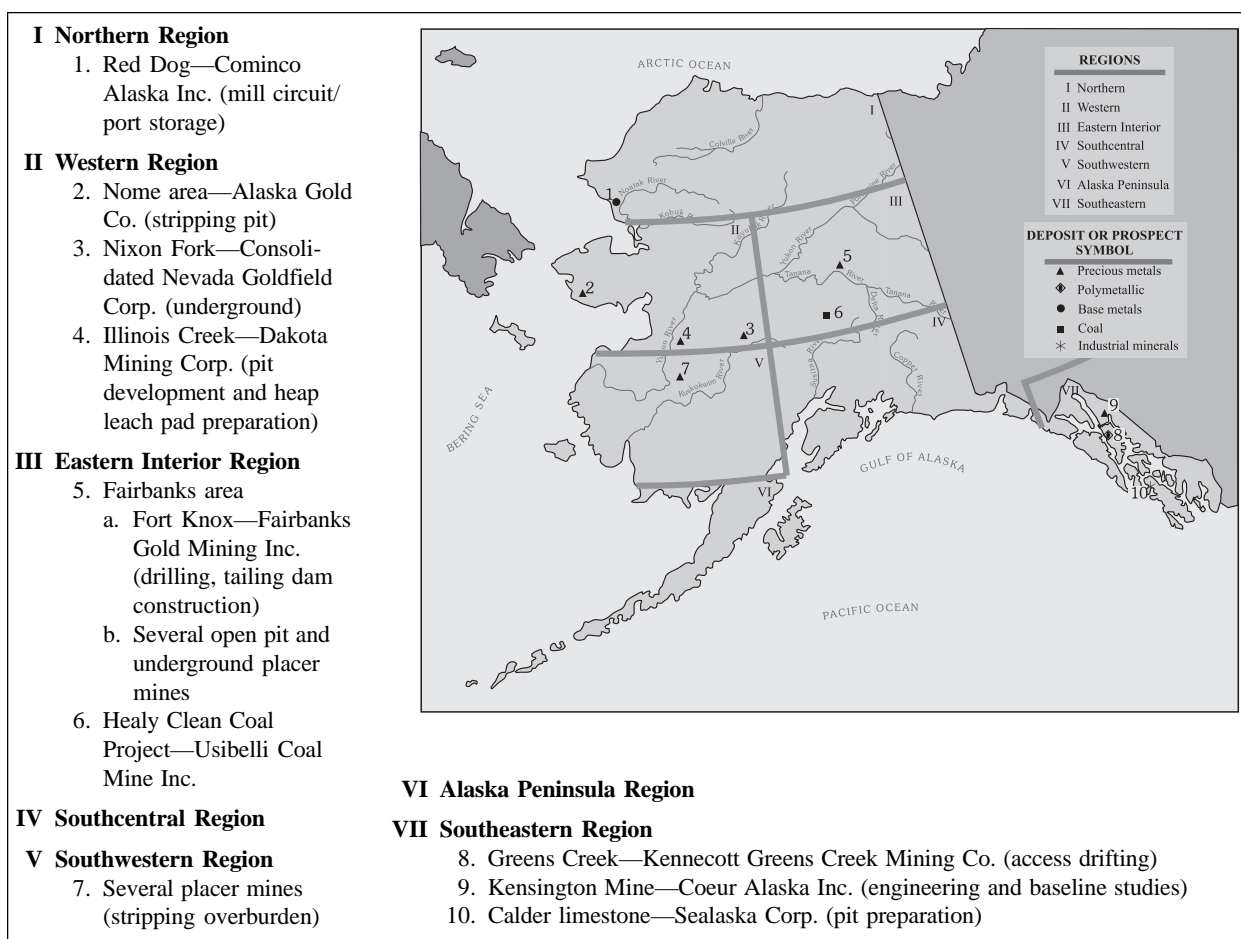 I Northern Region
1. Red Dog—Cominco
Alaska Inc. (mill circuit/
port storage)
II Western Region
2. Nome area—Alaska Gold
Co. (stripping pit)
3. Nixon Fork—Consoli-
dated Nevada Goldfield
Corp. (underground)
4. Illinois Creek—Dakota
Mining Corp. (pit
development and heap
leach pad preparation)
III Eastern Interior Region
5. Fairbanks area
a. Fort Knox—Fairbanks
Gold Mining Inc.
(drilling, tailing dam
construction)
b. Several open pit and
underground placer
mines
6. Healy Clean Coal
Project—Usibelli Coal
Mine Inc.
IV Southcentral Region
V Southwestern Region
7. Several placer mines
(stripping overburden)
ARCTIC OCEAN
REGIONS
I Northern
II Western
III Eastern Interior
IV Southcentral
V Southwestern
VI Alaska Peninsula
VII Southeastern
DEPOSIT OR PROSPECT
SYMBOL
Precious metals
Polymetallic
Base metals
Coal
Industrial minerals
I
Colville River
1
Noatak River
Kobuk
II
III
Yukon River
5
Tanana River
Tanana
2
6
Delta River
IV
4
3
Yukon River
V
7
Kuskokwim River
Susitna River
Copper River
BERING SEA
GULF OF ALASKA
VI
VII
9
8
10
PACIFIC OCEAN
VI Alaska Peninsula Region
VII Southeastern Region
8. Greens Creek—Kennecott Greens Creek Mining Co. (access drifting)
9. Kensington Mine—Coeur Alaska Inc. (engineering and baseline studies)
10. Calder limestone—Sealaska Corp. (pit preparation)